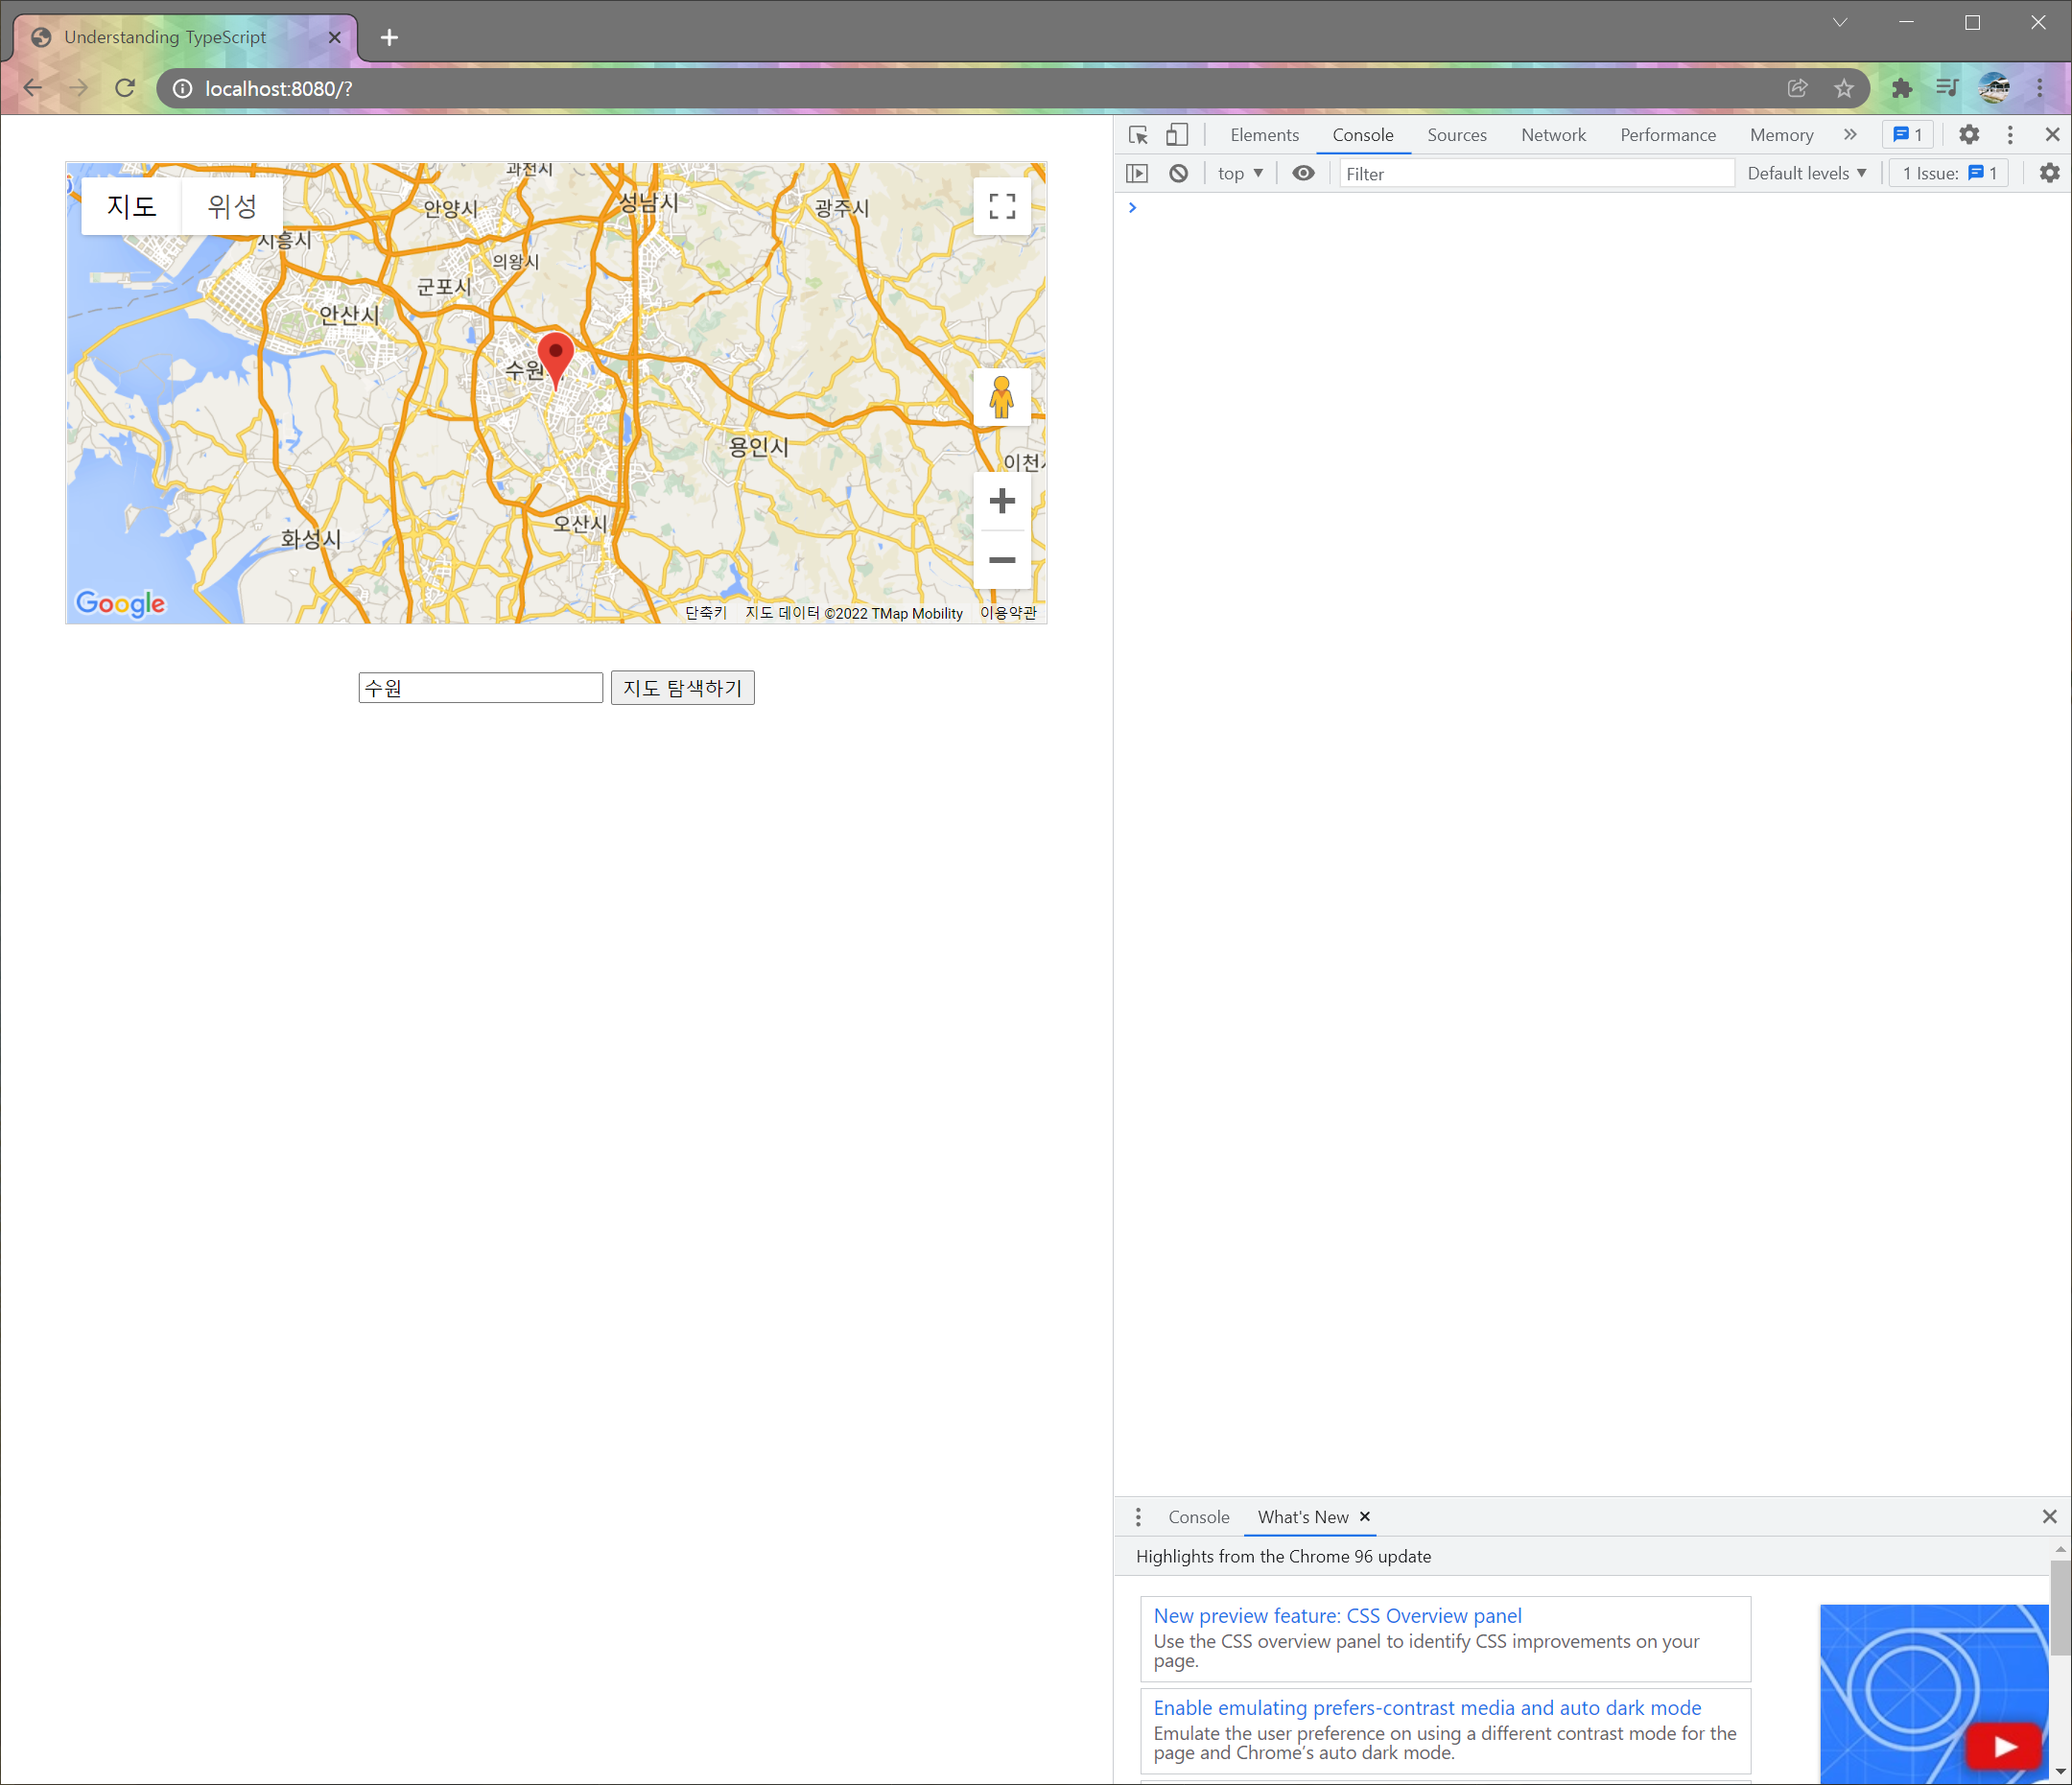 Understanding TypeScript
localhost:8080/?
지도 위성
과천시
안양시
성남시
광주시
시흥시
의왕시
군포시
안산시
용인시
이천
오산시
화성시
Google
단축키 지도 데이터 ©2022 TMap Mobility 이용약관
수원
지도 탐색하기
Elements Console Sources Network Performance Memory 1
top Filter Default levels 1 Issue: 1
Console What's New
Highlights from the Chrome 96 update
New preview feature: CSS Overview panel
Use the CSS overview panel to identify CSS improvements on your
page.
Enable emulating prefers-contrast media and auto dark mode
Emulate the user preference on using a different contrast mode for the
page and Chrome’s auto dark mode.